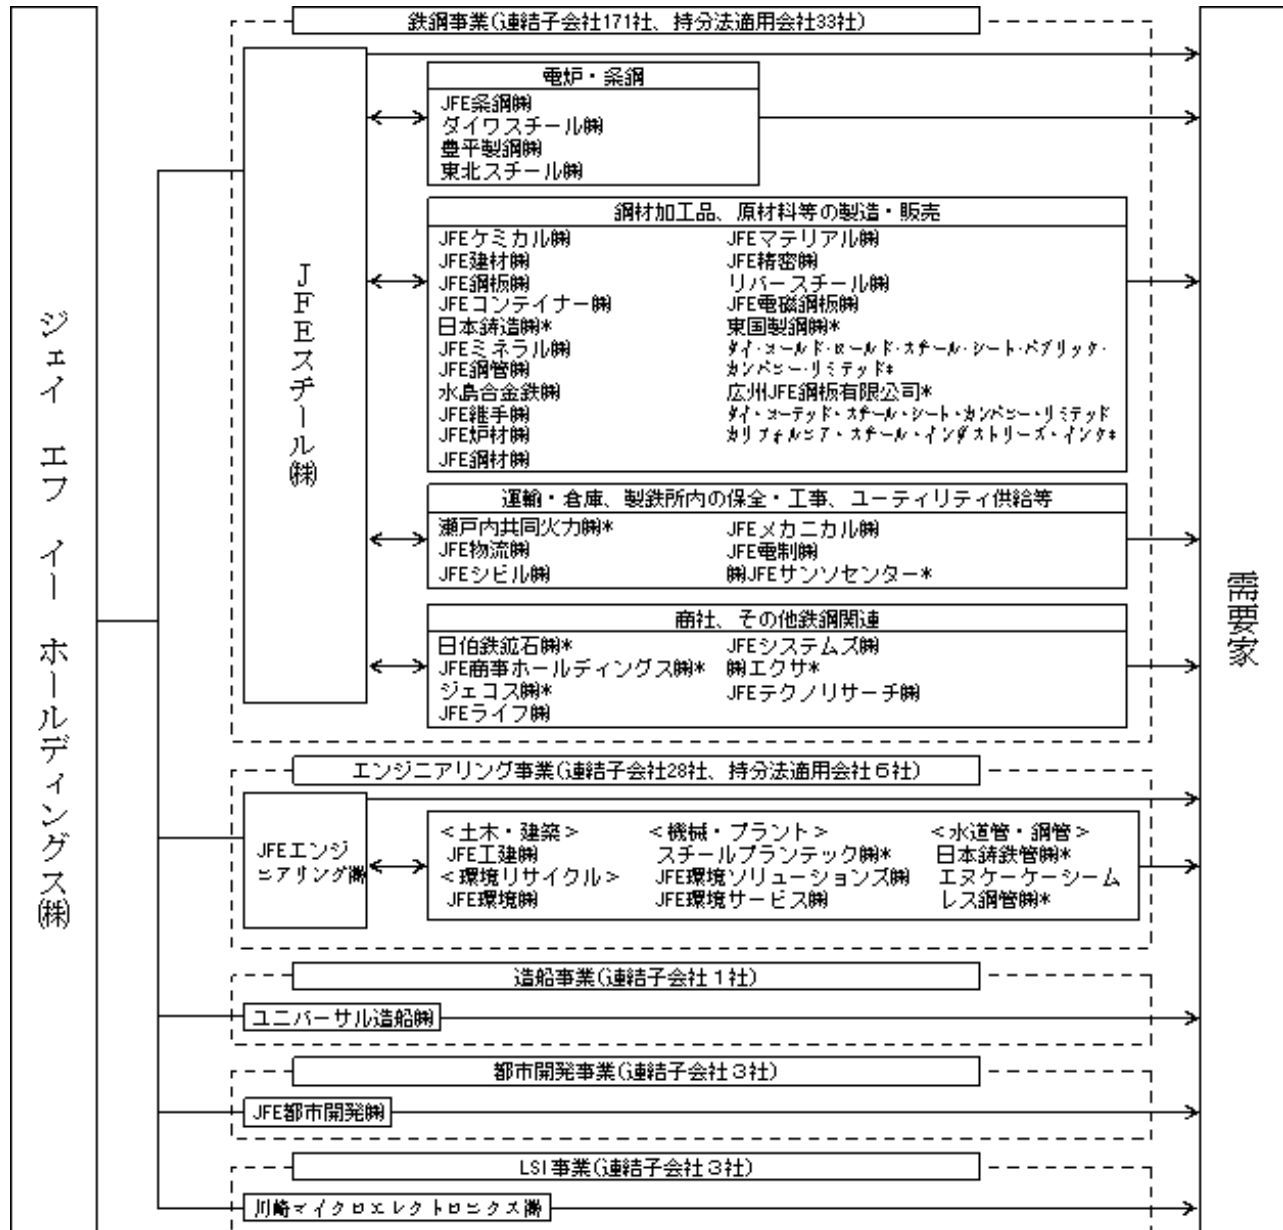 ジェイ エフ イー ホールディングス㈱
鉄鋼事業(連結子会社171社、持分法適用会社33社)
JFEスチール㈱
電炉・条鋼
JFE条鋼㈱
ダイワスチール㈱
豊平製鋼㈱
東北スチール㈱
鋼材加工品、原材料等の製造・販売
JFEケミカル㈱
JFE建材㈱
JFE鋼板㈱
JFEコンテイナー㈱
日本鋳造㈱*
JFEミネラル㈱
JFE鋼管㈱
水島合金鉄㈱
JFE継手㈱
JFE炉材㈱
JFE鋼材㈱
JFEマテリアル㈱
JFE精密㈱
リバースチール㈱
JFE電磁鋼板㈱
東国製鋼㈱*
タイ・コールド・ロールド・スチール・シート・パブリック・
カンパニー・リミテッド*
広州JFE鋼板有限公司*
タイ・コーテッド・スチール・シート・カンパニー・リミテッド
カリフォルニア・スチール・インダストリーズ・インク*
運輸・倉庫、製鉄所内の保全・工事、ユーティリティ供給等
瀬戸内共同火力㈱*
JFE物流㈱
JFEシビル㈱
JFEメカニカル㈱
JFE電制㈱
㈱JFEサンソセンター*
商社、その他鉄鋼関連
日伯鉄鉱石㈱*
JFE商事ホールディングス㈱*
ジェコス㈱*
JFEライフ㈱
JFEシステムズ㈱
㈱エクサ*
JFEテクノリサーチ㈱
エンジニアリング事業(連結子会社28社、持分法適用会社6社)
JFEエンジ
ニアリング㈱
<土木・建築>
JFE工建㈱
<環境リサイクル>
JFE環境㈱
<機械・プラント>
スチールプランテック㈱*
JFE環境ソリューションズ㈱
JFE環境サービス㈱
<水道管・鋼管>
日本鋳鉄管㈱*
エヌケーケーシーム
レス鋼管㈱*
造船事業(連結子会社1社)
ユニバーサル造船㈱
都市開発事業(連結子会社3社)
JFE都市開発㈱
LSI事業(連結子会社3社)
川崎マイクロエレクトロニクス㈱
需要家